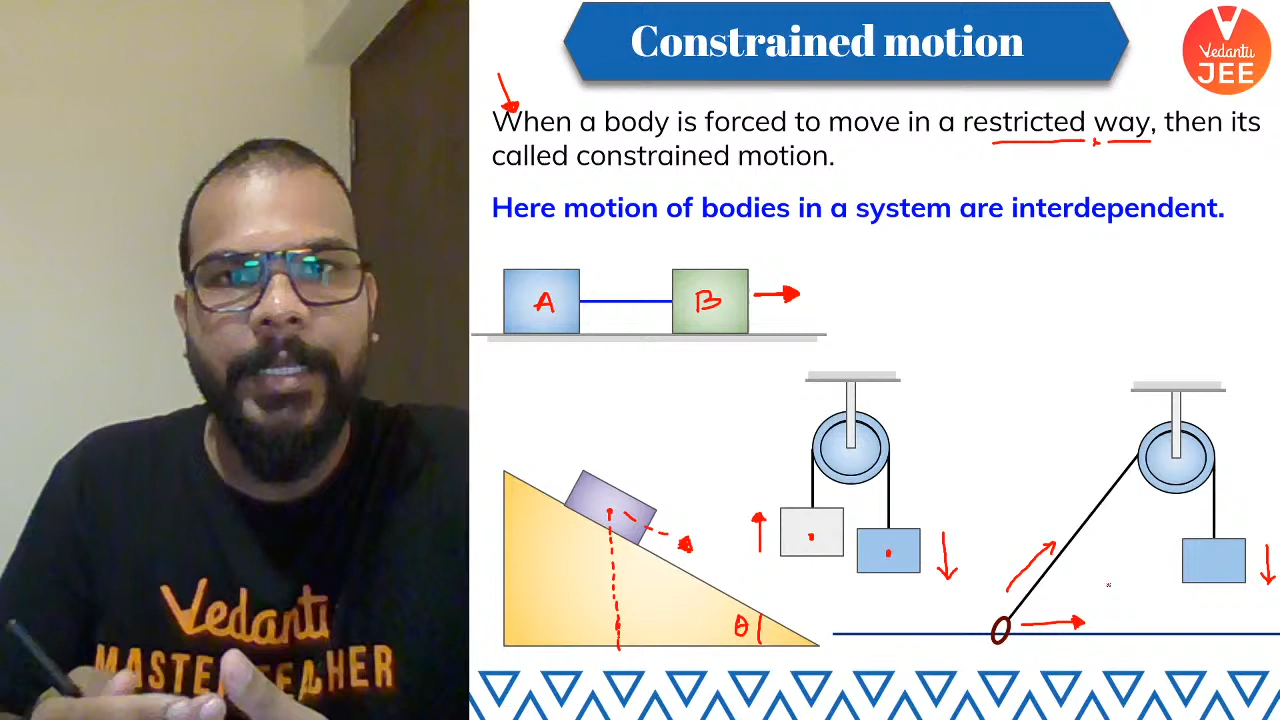 Constrained motion
Vedantu
JEE
When a body is forced to move in a restricted way, then its
called constrained motion.
Here motion of bodies in a system are interdependent.
A
B
θ
Vedantu
MASTER TEACHER